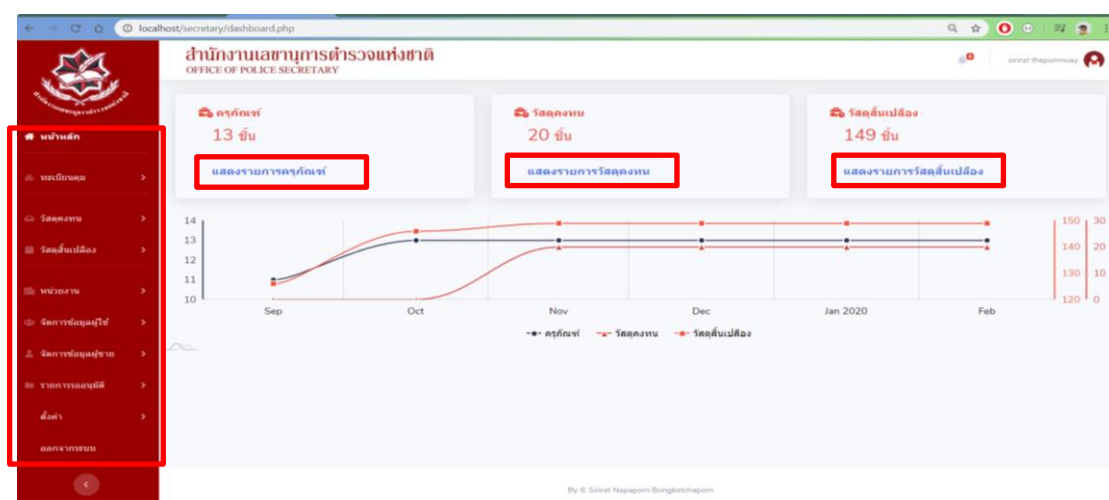 localhost/secretary/dashboard.php
สำนักงานเลขานุการตำรวจแห่งชาติ
OFFICE OF POLICE SECRETARY
sinrat thepumnuay
หน้าหลัก
ทะเบียนคุม
วัสดุคงทน
วัสดุสิ้นเปลือง
หน่วยงาน
จัดการข้อมูลผู้ใช้
จัดการข้อมูลผู้ขาย
รายการรออนุมัติ
ตั้งค่า
ออกจากระบบ
ครุภัณฑ์
13 ชิ้น
แสดงรายการครุภัณฑ์
วัสดุคงทน
20 ชิ้น
แสดงรายการวัสดุคงทน
วัสดุสิ้นเปลือง
149 ชิ้น
แสดงรายการวัสดุสิ้นเปลือง
14
13
12
11
10
150 30
140 20
130 10
120 0
Sep Oct Nov Dec Jan 2020 Feb
ครุภัณฑ์ วัสดุคงทน วัสดุสิ้นเปลือง
By © Sinrat Napaporn Bongkotchaporn